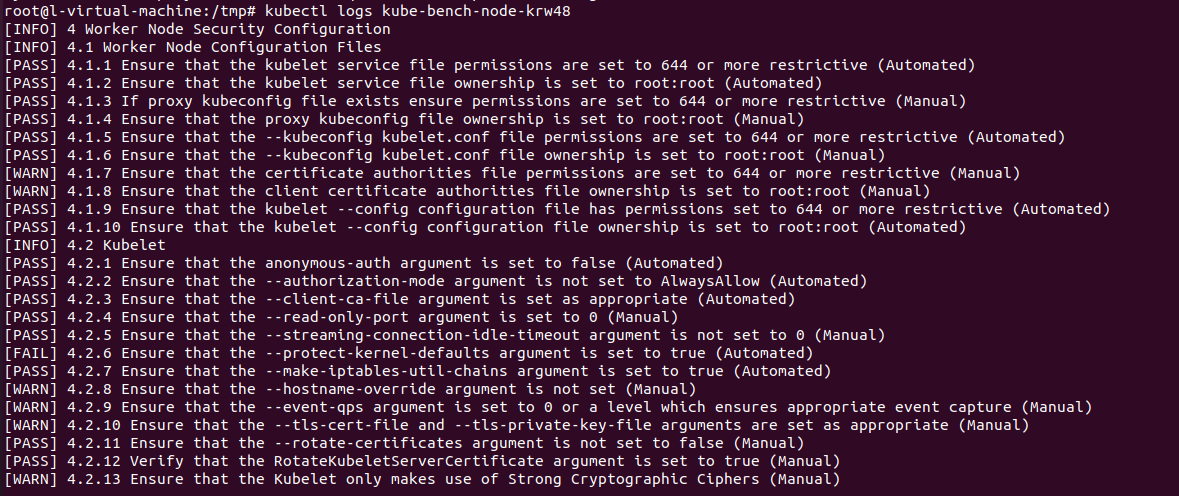 root@l-virtual-machine:/tmp# kubectl logs kube-bench-node-krw48
[INFO] 4 Worker Node Security Configuration
[INFO] 4.1 Worker Node Configuration Files
[PASS] 4.1.1 Ensure that the kubelet service file permissions are set to 644 or more restrictive (Automated)
[PASS] 4.1.2 Ensure that the kubelet service file ownership is set to root:root (Automated)
[PASS] 4.1.3 If proxy kubeconfig file exists ensure permissions are set to 644 or more restrictive (Manual)
[PASS] 4.1.4 Ensure that the proxy kubeconfig file ownership is set to root:root (Manual)
[PASS] 4.1.5 Ensure that the --kubeconfig kubelet.conf file permissions are set to 644 or more restrictive (Automated)
[PASS] 4.1.6 Ensure that the --kubeconfig kubelet.conf file ownership is set to root:root (Manual)
[WARN] 4.1.7 Ensure that the certificate authorities file permissions are set to 644 or more restrictive (Manual)
[WARN] 4.1.8 Ensure that the client certificate authorities file ownership is set to root:root (Manual)
[PASS] 4.1.9 Ensure that the kubelet --config configuration file has permissions set to 644 or more restrictive (Automated)
[PASS] 4.1.10 Ensure that the kubelet --config configuration file ownership is set to root:root (Automated)
[INFO] 4.2 Kubelet
[PASS] 4.2.1 Ensure that the anonymous-auth argument is set to false (Automated)
[PASS] 4.2.2 Ensure that the --authorization-mode argument is not set to AlwaysAllow (Automated)
[PASS] 4.2.3 Ensure that the --client-ca-file argument is set as appropriate (Automated)
[PASS] 4.2.4 Ensure that the --read-only-port argument is set to 0 (Manual)
[PASS] 4.2.5 Ensure that the --streaming-connection-idle-timeout argument is not set to 0 (Manual)
[FAIL] 4.2.6 Ensure that the --protect-kernel-defaults argument is set to true (Automated)
[PASS] 4.2.7 Ensure that the --make-iptables-util-chains argument is set to true (Automated)
[WARN] 4.2.8 Ensure that the --hostname-override argument is not set (Manual)
[WARN] 4.2.9 Ensure that the --event-qps argument is set to 0 or a level which ensures appropriate event capture (Manual)
[WARN] 4.2.10 Ensure that the --tls-cert-file and --tls-private-key-file arguments are set as appropriate (Manual)
[PASS] 4.2.11 Ensure that the --rotate-certificates argument is not set to false (Manual)
[PASS] 4.2.12 Verify that the RotateKubeletServerCertificate argument is set to true (Manual)
[WARN] 4.2.13 Ensure that the Kubelet only makes use of Strong Cryptographic Ciphers (Manual)